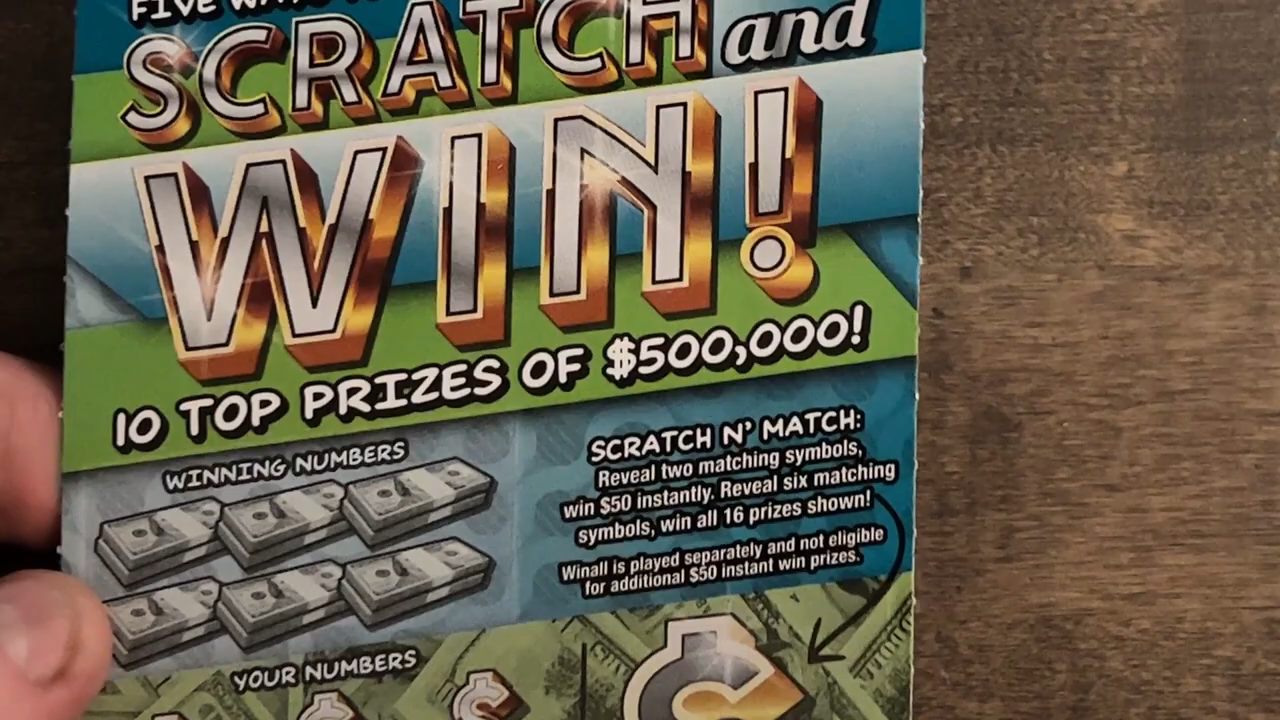 FIVE
SCRATCH and
WIN!
10 TOP PRIZES OF $500,000!
WINNING NUMBERS
SCRATCH N' MATCH:
Reveal two matching symbols,
win $50 instantly. Reveal six matching
symbols, win all 16 prizes shown!
Winall is played separately and not eligible
for additional $50 instant win prizes.
YOUR NUMBERS